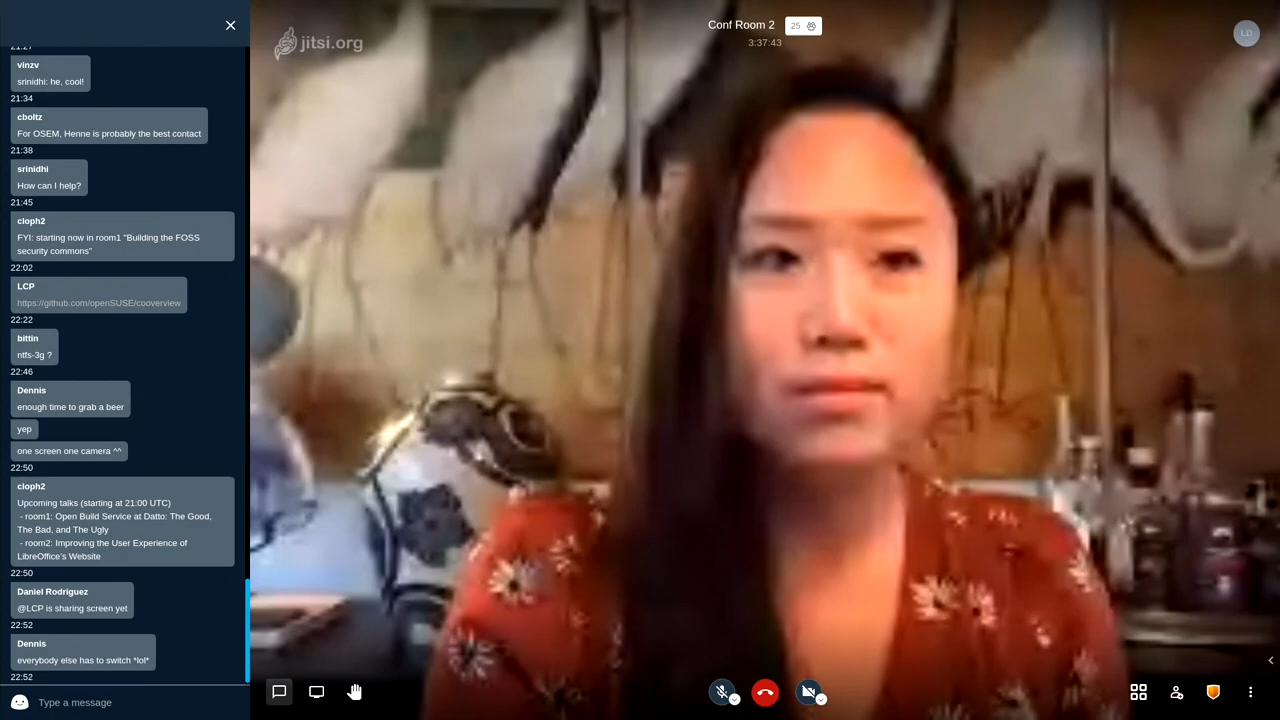 jitsi.org
Conf Room 2
25
3:37:43
LD
vinzv
srinidhi: he, cool!
21:34
cboltz
For OSEM, Henne is probably the best contact
21:38
srinidhi
How can I help?
21:45
cloph2
FYI: starting now in room1 "Building the FOSS
security commons"
22:02
LCP
https://github.com/openSUSE/cooverview
22:22
bittin
ntfs-3g ?
22:46
Dennis
enough time to grab a beer
yep
one screen one camera ^^
22:50
cloph2
Upcoming talks (starting at 21:00 UTC)
- room1: Open Build Service at Datto: The Good,
The Bad, and The Ugly
- room2: Improving the User Experience of
LibreOffice's Website
22:50
Daniel Rodriguez
@LCP is sharing screen yet
22:52
Dennis
everybody else has to switch *lol*
22:52
Type a message